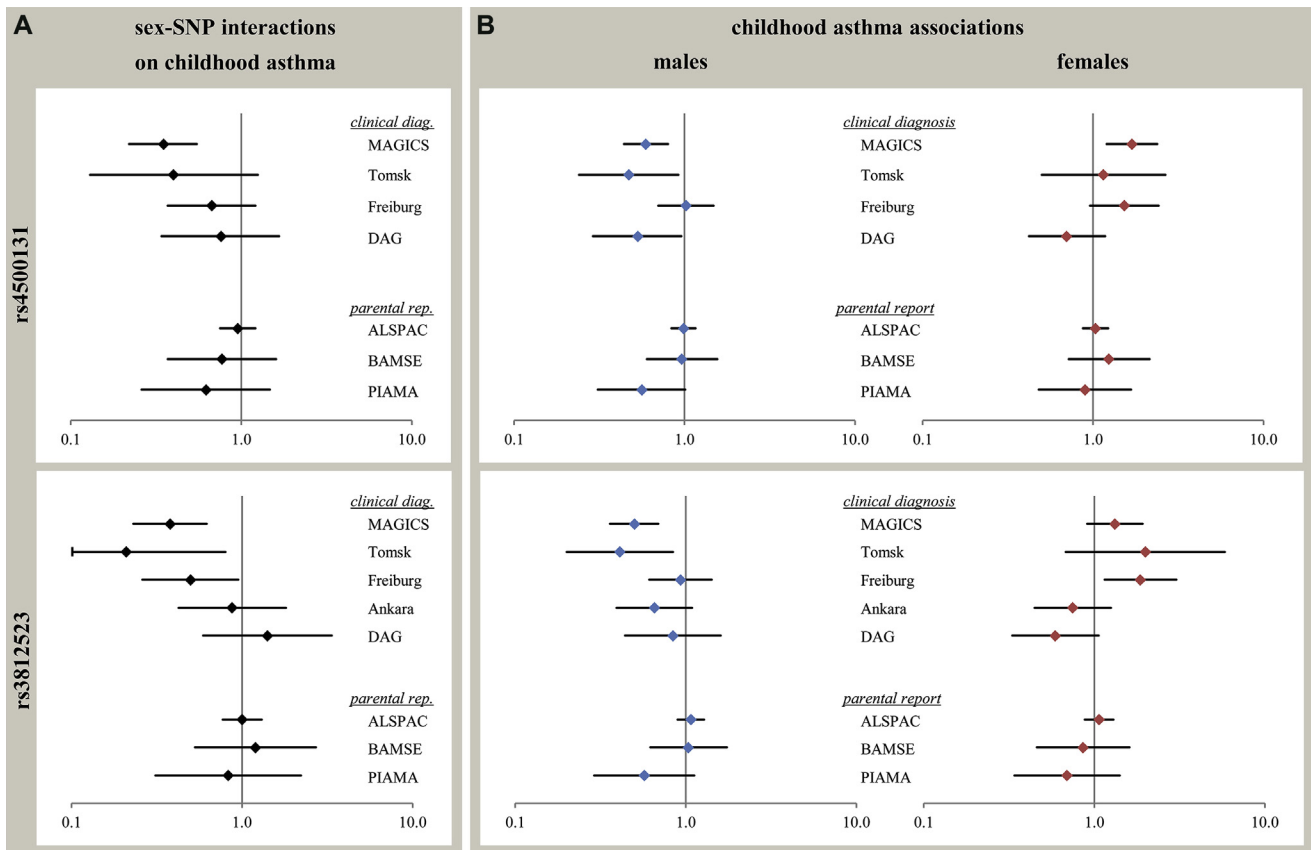 A
sex-SNP interactions
on childhood asthma
rs4500131
clinical diag.
MAGICS
Tomsk
Freiburg
DAG
parental rep.
ALSPAC
BAMSE
PIAMA
0.1 1.0 10.0
rs3812523
clinical diag.
MAGICS
Tomsk
Freiburg
Ankara
DAG
parental rep.
ALSPAC
BAMSE
PIAMA
0.1 1.0 10.0
B
childhood asthma associations
males females
clinical diagnosis
MAGICS
Tomsk
Freiburg
DAG
parental report
ALSPAC
BAMSE
PIAMA
0.1 1.0 10.0 0.1 1.0 10.0
clinical diagnosis
MAGICS
Tomsk
Freiburg
Ankara
DAG
parental report
ALSPAC
BAMSE
PIAMA
0.1 1.0 10.0 0.1 1.0 10.0